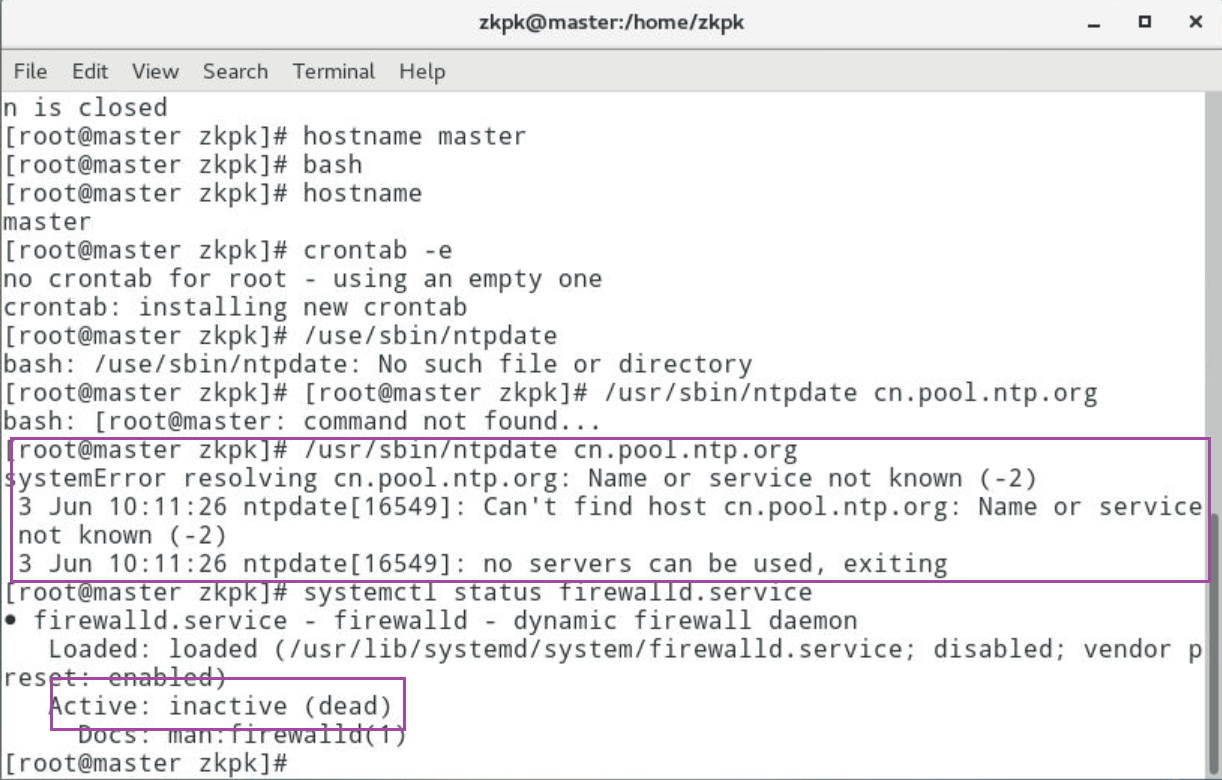 zkpk@master:/home/zkpk
File Edit View Search Terminal Help
n is closed
[root@master zkpk]# hostname master
[root@master zkpk]# bash
[root@master zkpk]# hostname
master
[root@master zkpk]# crontab -e
no crontab for root - using an empty one
crontab: installing new crontab
[root@master zkpk]# /use/sbin/ntpdate
bash: /use/sbin/ntpdate: No such file or directory
[root@master zkpk]# [root@master zkpk]# /usr/sbin/ntpdate cn.pool.ntp.org
bash: [root@master: command not found...
[root@master zkpk]# /usr/sbin/ntpdate cn.pool.ntp.org
systemError resolving cn.pool.ntp.org: Name or service not known (-2)
3 Jun 10:11:26 ntpdate[16549]: Can't find host cn.pool.ntp.org: Name or service
not known (-2)
3 Jun 10:11:26 ntpdate[16549]: no servers can be used, exiting
[root@master zkpk]# systemctl status firewalld.service
● firewalld.service - firewalld - dynamic firewall daemon
Loaded: loaded (/usr/lib/systemd/system/firewalld.service; disabled; vendor p
reset: enabled)
Active: inactive (dead)
Docs: man:firewalld(1)
[root@master zkpk]#